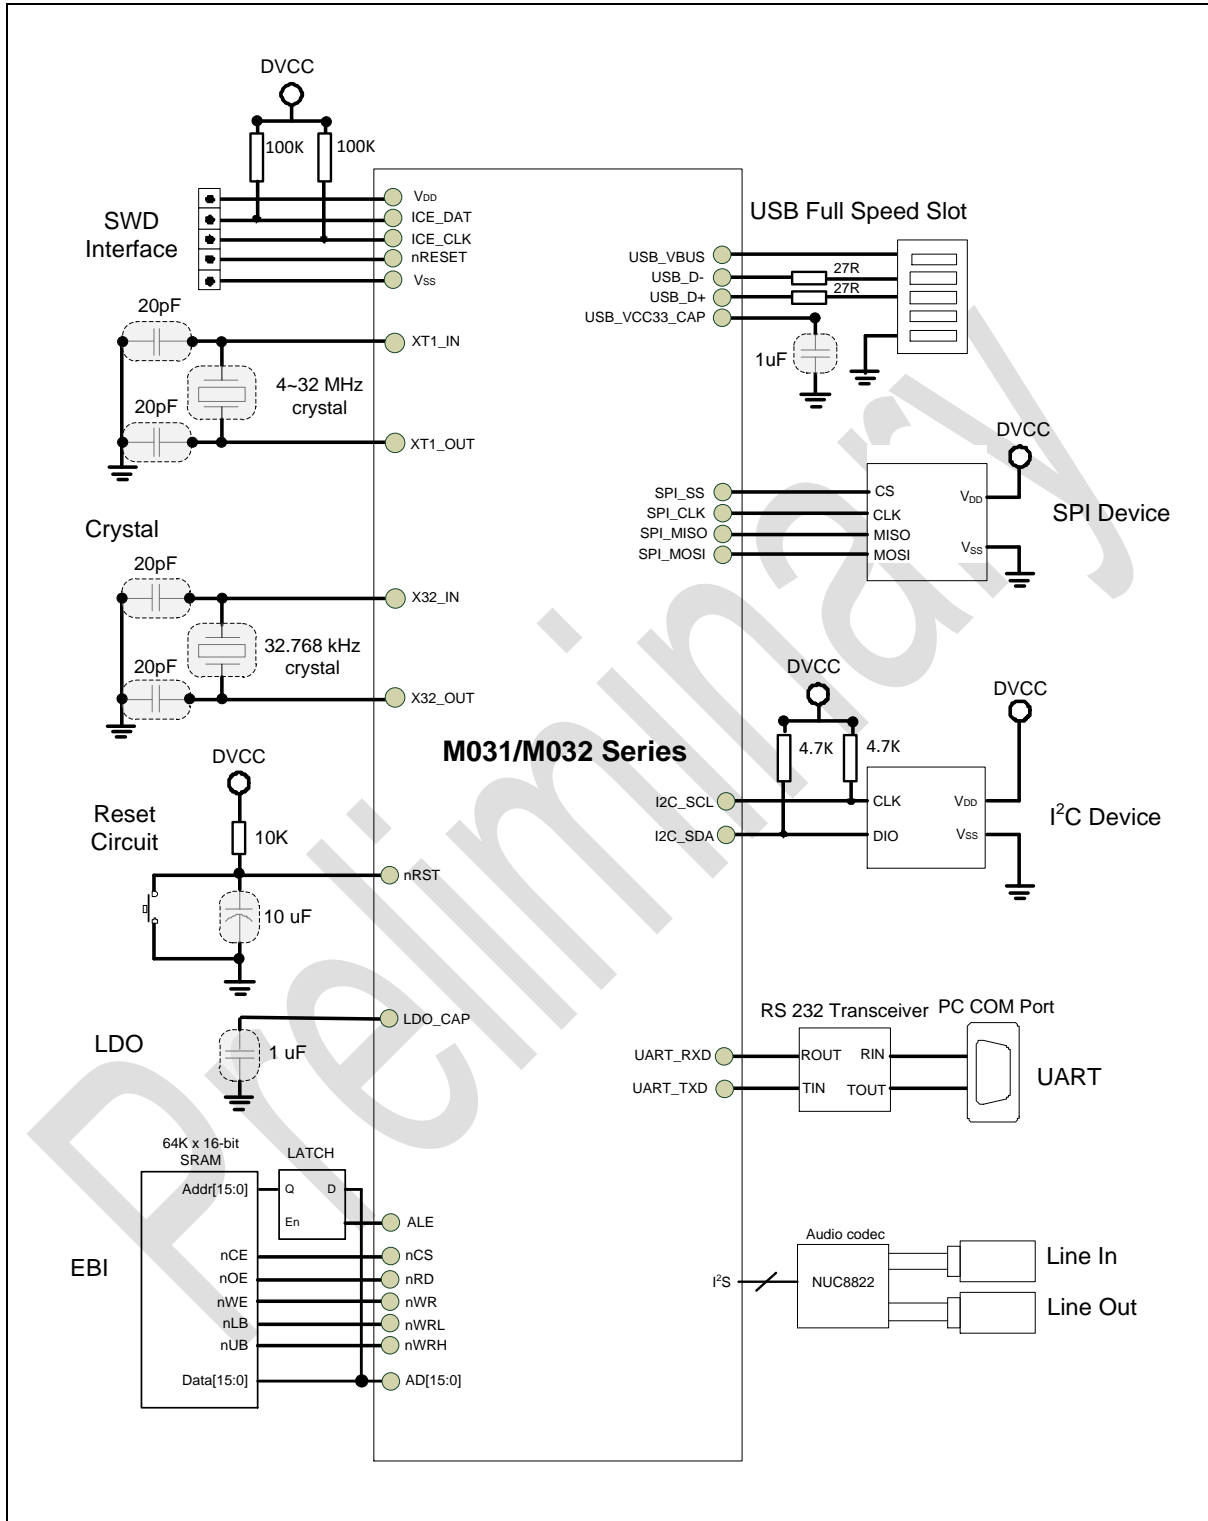 DVCC
100K
100K
SWD
Interface
VDD
ICE_DAT
ICE_CLK
nRESET
VSS
20pF
XT1_IN
4~32 MHz
crystal
20pF
XT1_OUT
Crystal
20pF
X32_IN
32.768 kHz
crystal
20pF
X32_OUT
DVCC
Reset
Circuit
10K
nRST
10 uF
LDO
LDO_CAP
1 uF
64K x 16-bit
SRAM
LATCH
Addr[15:0]
Q
D
En
ALE
EBI
nCE
nCS
nOE
nRD
nWE
nWR
nLB
nWRL
nUB
nWRH
Data[15:0]
AD[15:0]
M031/M032 Series
USB Full Speed Slot
USB_VBUS
USB_D-
27R
USB_D+
27R
USB_VCC33_CAP
1uF
DVCC
SPI_SS
CS
VDD
SPI_CLK
CLK
SPI Device
SPI_MISO
MISO
SPI_MOSI
MOSI
VSS
DVCC
DVCC
4.7K
4.7K
I2C_SCL
CLK
VDD
I²C Device
I2C_SDA
DIO
VSS
RS 232 Transceiver
PC COM Port
UART_RXD
ROUT
RIN
UART
UART_TXD
TIN
TOUT
Audio codec
I²S
NUC8822
Line In
Line Out
Preliminary